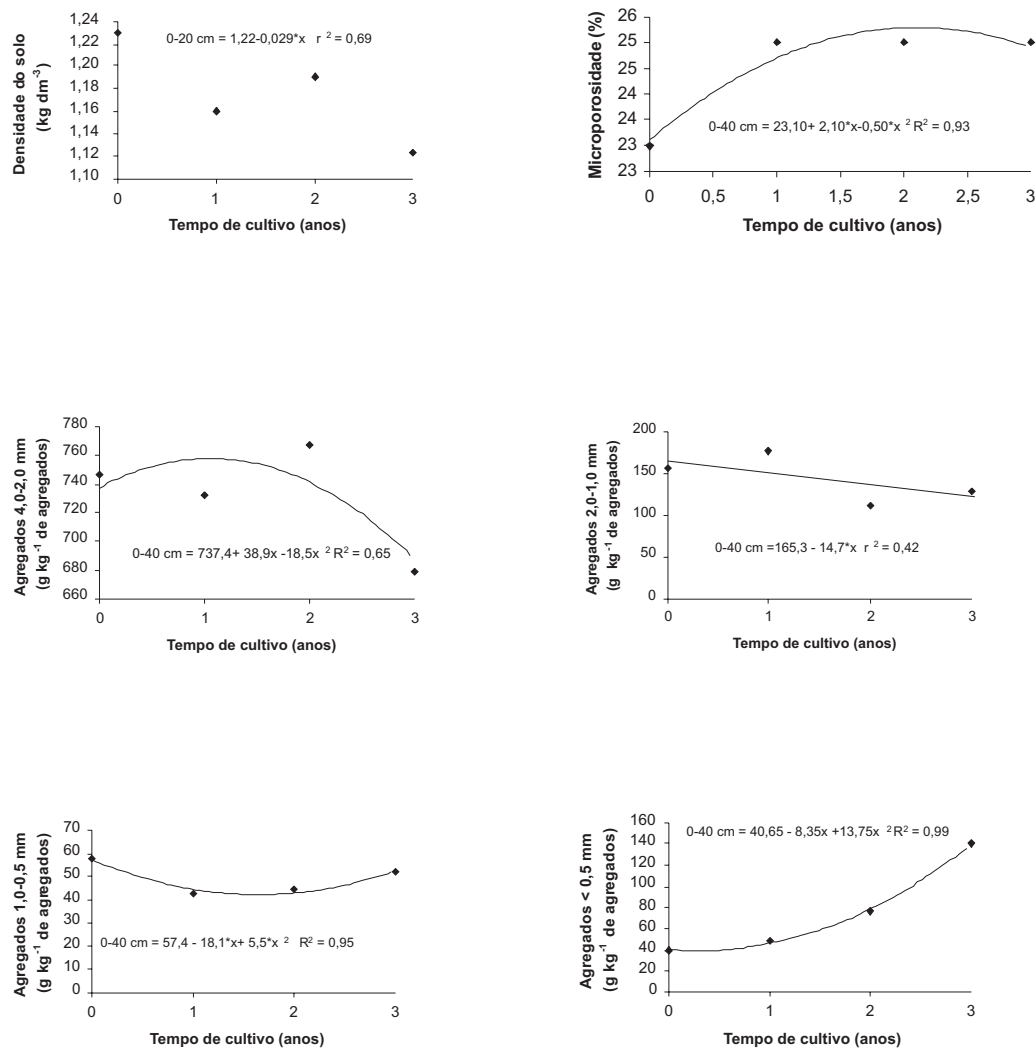 Densidade do solo
(kg dm-3)
1,24
1,22
1,20
1,18
1,16
1,14
1,12
1,10
0-20 cm = 1,22-0,029*x r 2 = 0,69
0 1 2 3
Tempo de cultivo (anos)
Microporosidade (%)
26
25
25
24
24
23
23
0-40 cm = 23,10+ 2,10*x-0,50*x 2 R2 = 0,93
0 0,5 1 1,5 2 2,5 3
Tempo de cultivo (anos)
Agregados 4,0-2,0 mm
(g kg -1 de agregados)
780
760
740
720
700
680
660
0-40 cm = 737,4+ 38,9x -18,5x 2 R2 = 0,65
0 1 2 3
Tempo de cultivo (anos)
Agregados 2,0-1,0 mm
(g kg -1 de agregados)
200
150
100
50
0
0-40 cm =165,3 - 14,7*x r 2 = 0,42
0 1 2 3
Tempo de cultivo (anos)
Agregados 1,0-0,5 mm
(g kg -1 de agregados)
70
60
50
40
30
20
10
0
0-40 cm = 57,4 - 18,1*x+ 5,5*x 2 R2 = 0,95
0 1 2 3
Tempo de cultivo (anos)
Agregados < 0,5 mm
(g kg -1 de agregados)
160
140
120
100
80
60
40
20
0
0-40 cm = 40,65 - 8,35x +13,75x 2 R2 = 0,99
0 1 2 3
Tempo de cultivo (anos)